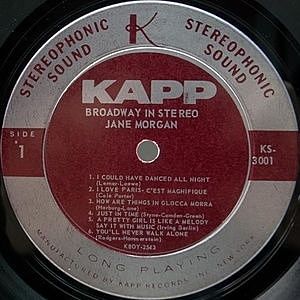 STEREOPHONIC SOUND
K
STEREOPHONIC SOUND
KAPP
BROADWAY IN STEREO
JANE MORGAN
SIDE
1
KS-
3001
1. I COULD HAVE DANCED ALL NIGHT
(Lerner-Loewe)
2. I LOVE PARIS- C'EST MAGNIFIQUE
(Cole Porter)
3. HOW ARE THINGS IN GLOCCA MORRA
(Harburg-Lane)
4. JUST IN TIME (Styne-Comden-Green)
5. A PRETTY GIRL IS LIKE A MELODY
SAY IT WITH MUSIC (Irving Berlin)
6. YOU'LL NEVER WALK ALONE
(Rodgers-Hammerstein)
LONG PLAYING
MANUFACTURED BY KAPP RECORDS INC. NEW YORK